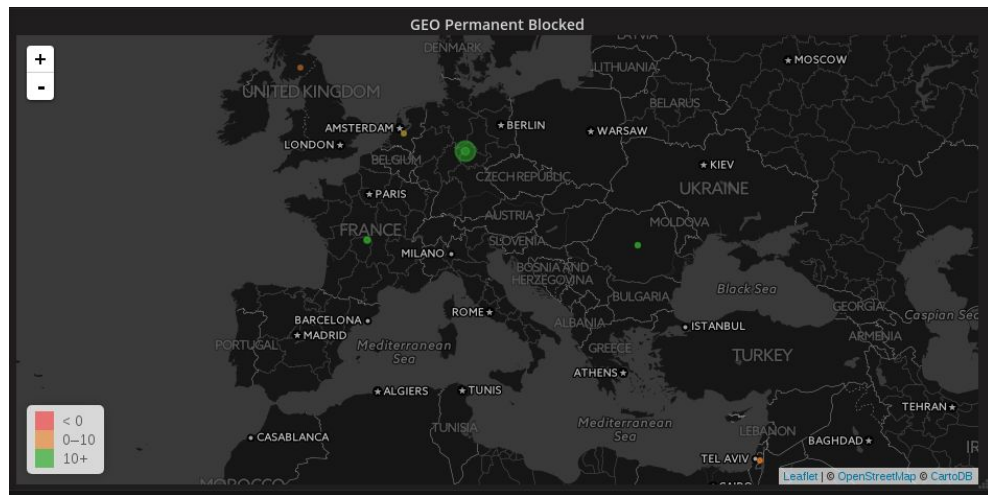 GEO Permanent Blocked
+
-
LATVIA
DENMARK
MOSCOW
LITHUANIA
UNITED KINGDOM
BELARUS
AMSTERDAM
BERLIN
WARSAW
LONDON
BELGIUM
KIEV
CZECH REPUBLIC
UKRAINE
PARIS
AUSTRIA
MOLDOVA
FRANCE
SLOVENIA
MILANO
BOSNIA AND
HERZEGOVINA
Black Sea
BULGARIA
GEORGIA
ROME
Caspian Sea
BARCELONA
ALBANIA
ISTANBUL
MADRID
ARMENIA
PORTUGAL
Mediterranean
Sea
GREECE
TURKEY
ATHENS
ALGIERS
TUNIS
TEHRAN
< 0
0–10
10+
TUNISIA
Mediterranean
Sea
LEBANON
CASABLANCA
BAGHDAD
IR
TEL AVIV
Leaflet | © OpenStreetMap © CartoDB
MOROCCO
CAIRO